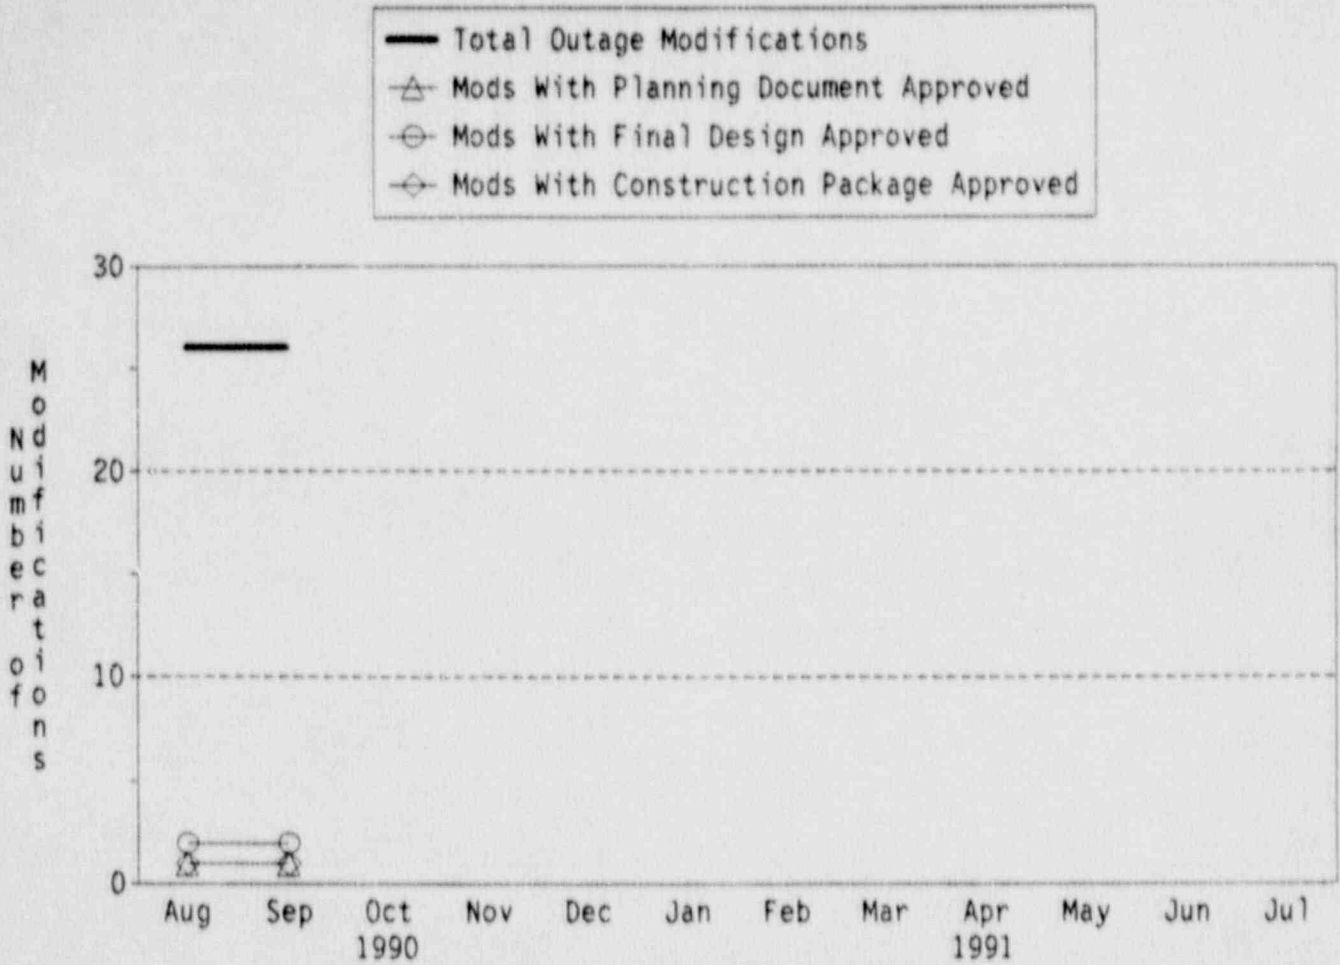 Total Outage Modifications
Mods With Planning Document Approved
Mods With Final Design Approved
Mods With Construction Package Approved
30
20
10
0
Number of
Modifications
Aug Sep Oct Nov Dec Jan Feb Mar Apr May Jun Jul
1990 1991